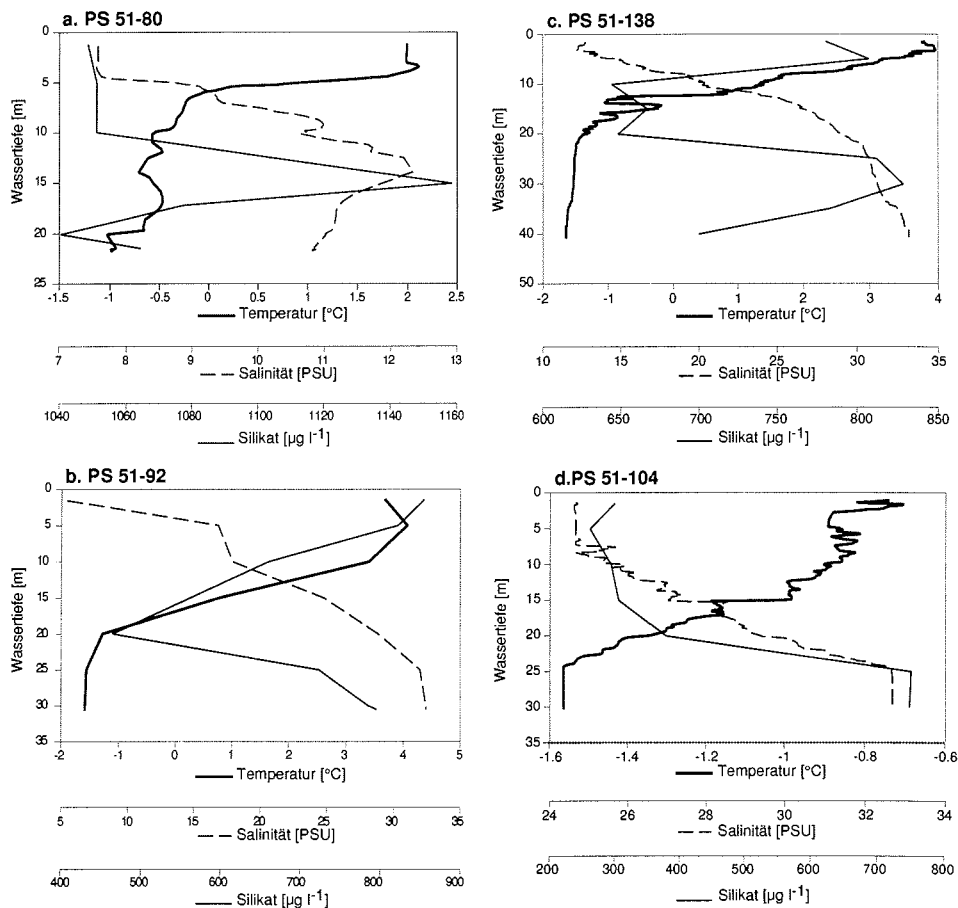 a. PS 51-80
0
5
10
15
20
25
Wassertiefe [m]
-1.5 -1 -0.5 0 0.5 1 1.5 2 2.5
Temperatur [°C]
7 8 9 10 11 12 13
Salinität [PSU]
1040 1060 1080 1100 1120 1140 1160
Silikat [µg l-1]
c. PS 51-138
0
10
20
30
40
50
Wassertiefe [m]
-2 -1 0 1 2 3 4
Temperatur [°C]
10 15 20 25 30 35
Salinität [PSU]
600 650 700 750 800 850
Silikat [µg l-1]
b. PS 51-92
0
5
10
15
20
25
30
35
Wassertiefe [m]
-2 -1 0 1 2 3 4 5
Temperatur [°C]
5 10 15 20 25 30 35
Salinität [PSU]
400 500 600 700 800 900
Silikat [µg l-1]
d.PS 51-104
0
5
10
15
20
25
30
35
Wassertiefe [m]
-1.6 -1.4 -1.2 -1 -0.8 -0.6
Temperatur [°C]
24 26 28 30 32 34
Salinität [PSU]
200 300 400 500 600 700 800
Silikat [µg l-1]